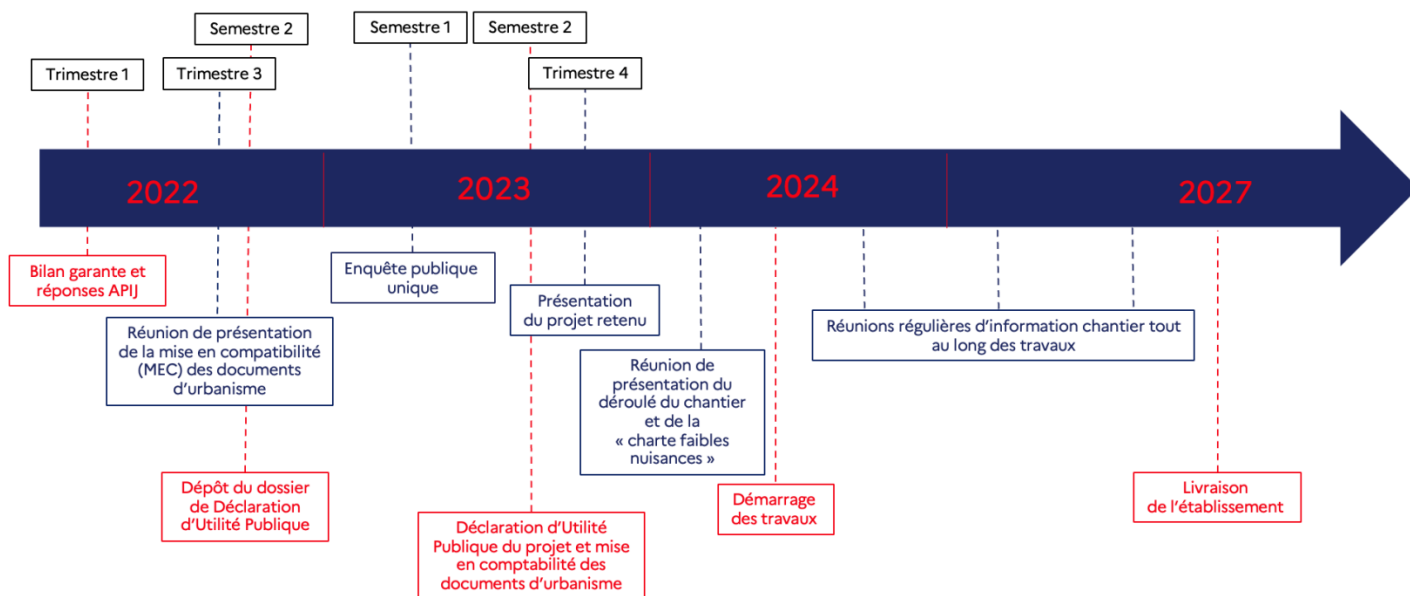 Semestre 2
Semestre 1
Semestre 2
Trimestre 1
Trimestre 3
Trimestre 4
2022
2023
2024
2027
Bilan garante et
réponses APIJ
Réunion de présentation
de la mise en compatibilité
(MEC) des documents
d'urbanisme
Dépôt du dossier
de Déclaration
d'Utilité Publique
Enquête publique
unique
Présentation
du projet retenu
Déclaration d'Utilité
Publique du projet et mise
en comptabilité des
documents d'urbanisme
Réunion de
présentation du
déroulé du chantier
et de la
« charte faibles
nuisances »
Démarrage
des travaux
Réunions régulières d'information chantier tout
au long des travaux
Livraison
de l'établissement